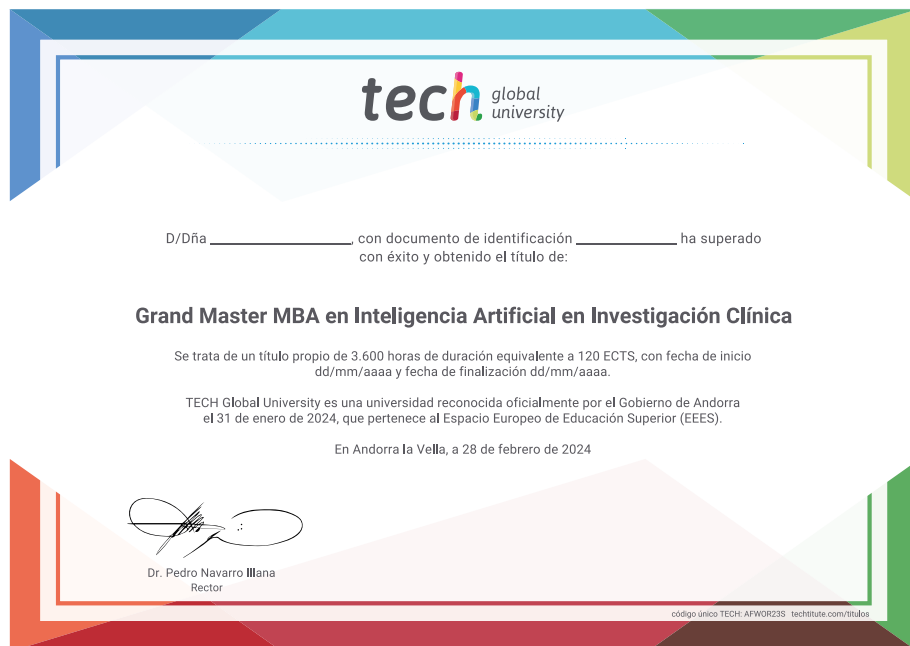 tech global university
D/Dña ________________, con documento de identificación ____________ ha superado
con éxito y obtenido el título de:
Grand Master MBA en Inteligencia Artificial en Investigación Clínica
Se trata de un título propio de 3.600 horas de duración equivalente a 120 ECTS, con fecha de inicio
dd/mm/aaaa y fecha de finalización dd/mm/aaaa.
TECH Global University es una universidad reconocida oficialmente por el Gobierno de Andorra
el 31 de enero de 2024, que pertenece al Espacio Europeo de Educación Superior (EEES).
En Andorra la Vella, a 28 de febrero de 2024
Dr. Pedro Navarro Illana
Rector
código único TECH: AFWOR23S techtitute.com/titulos